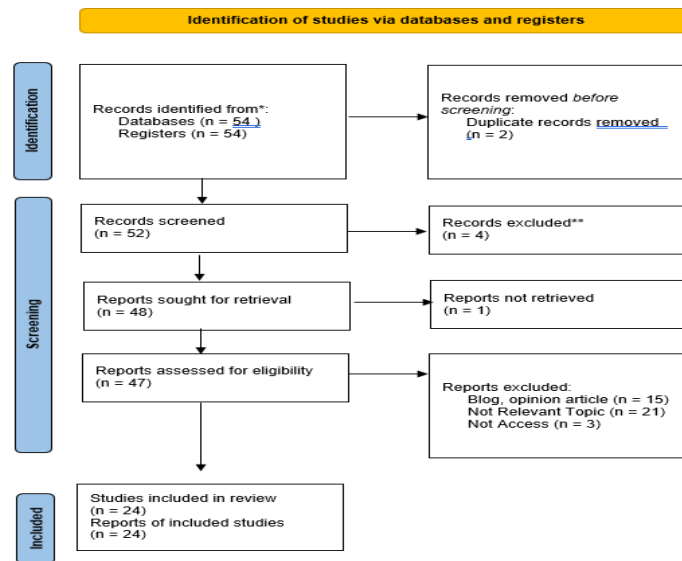 Identification of studies via databases and registers
Identification
Records identified from*:
Databases (n = 54 )
Registers (n = 54)
Records removed before
screening:
Duplicate records removed
(n = 2)
Screening
Records screened
(n = 52)
Records excluded**
(n = 4)
Reports sought for retrieval
(n = 48)
Reports not retrieved
(n = 1)
Reports assessed for eligibility
(n = 47)
Reports excluded:
Blog, opinion article (n = 15)
Not Relevant Topic (n = 21)
Not Access (n = 3)
Included
Studies included in review
(n = 24)
Reports of included studies
(n = 24)